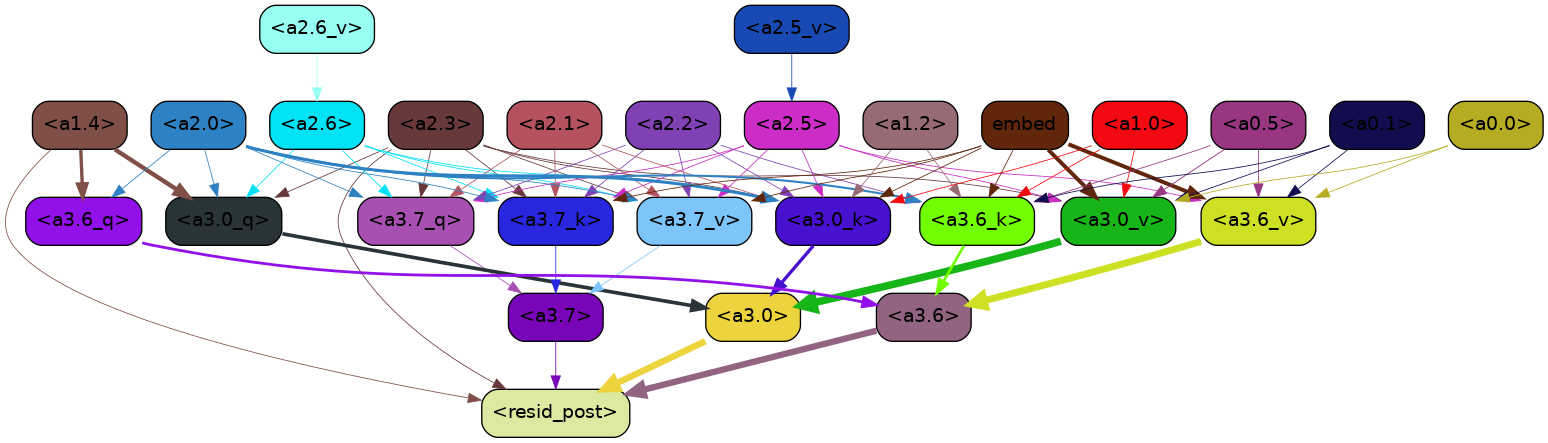 <a2.6_v> <a2.5_v>
<a1.4> <a2.0> <a2.6> <a2.3> <a2.1> <a2.2> <a2.5> <a1.2> embed <a1.0> <a0.5> <a0.1> <a0.0>
<a3.6_q> <a3.0_q> <a3.7_q> <a3.7_k> <a3.7_v> <a3.0_k> <a3.6_k> <a3.0_v> <a3.6_v>
<a3.7> <a3.0> <a3.6>
<resid_post>